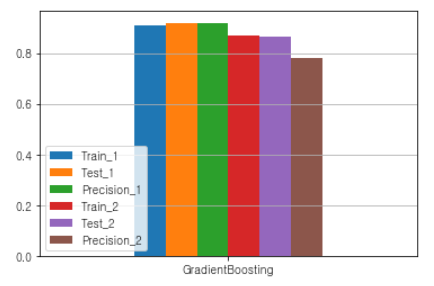 0.8
0.6
0.4
0.2
0.0
Train_1
Test_1
Precision_1
Train_2
Test_2
Precision_2
GradientBoosting